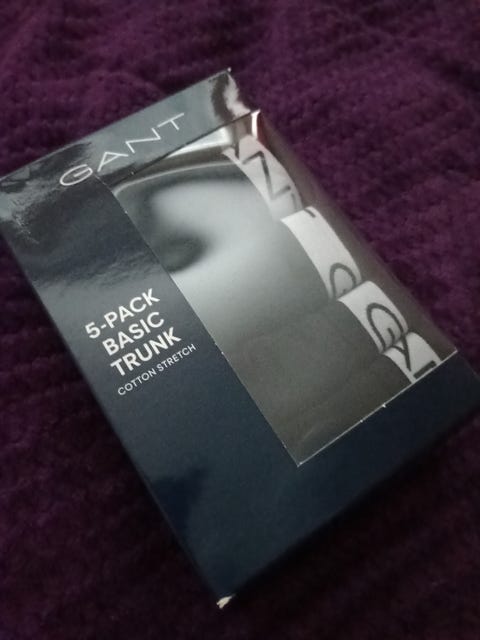 GANT
5-PACK
BASIC
TRUNK
COTTON STRETCH